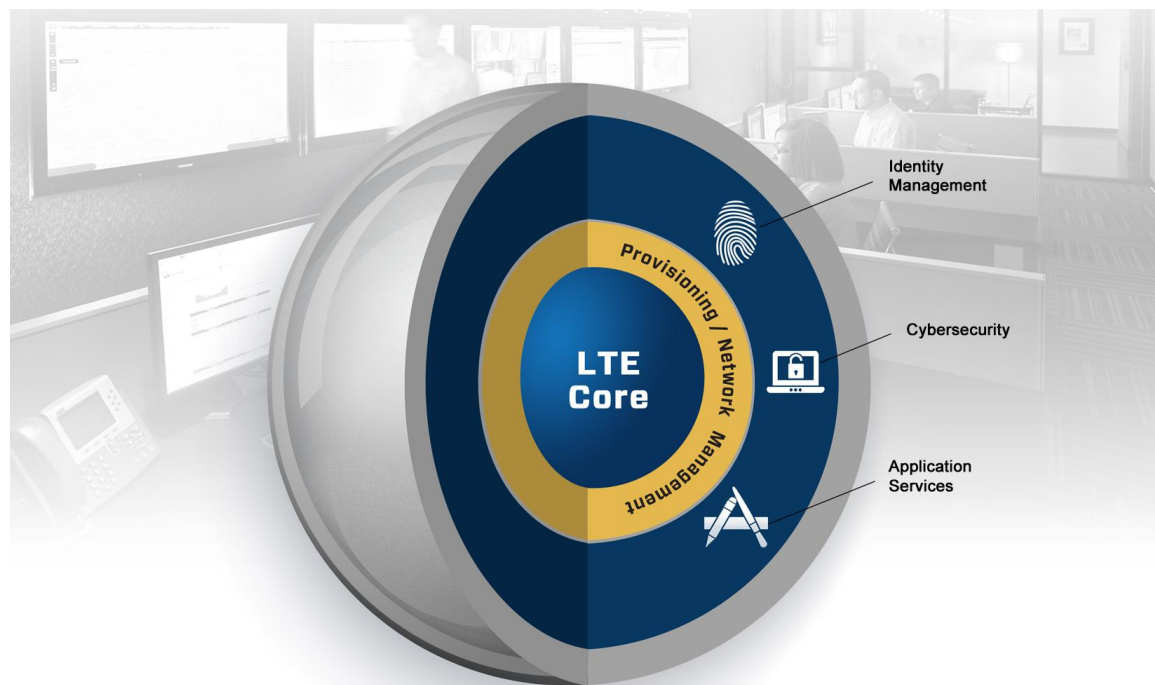 Identity
Management
Provisioning / Network Management
LTE
Core
Cybersecurity
Application
Services